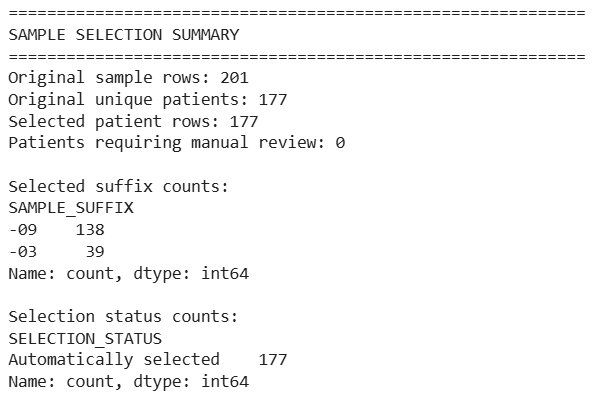 ============================================================
SAMPLE SELECTION SUMMARY
============================================================
Original sample rows: 201
Original unique patients: 177
Selected patient rows: 177
Patients requiring manual review: 0

Selected suffix counts:
SAMPLE_SUFFIX
-09    138
-03     39
Name: count, dtype: int64

Selection status counts:
SELECTION_STATUS
Automatically selected    177
Name: count, dtype: int64